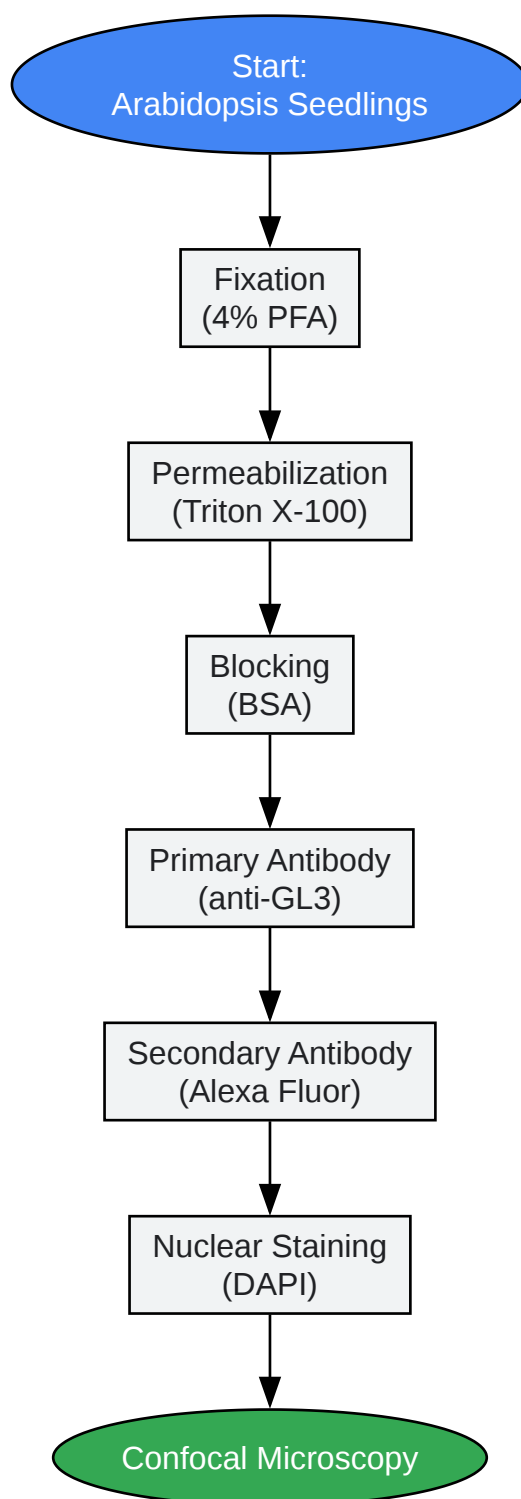 Start:
Arabidopsis Seedlings
Fixation
(4% PFA)
Permeabilization
(Triton X-100)
Blocking
(BSA)
Primary Antibody
(anti-GL3)
Secondary Antibody
(Alexa Fluor)
Nuclear Staining
(DAPI)
Confocal Microscopy